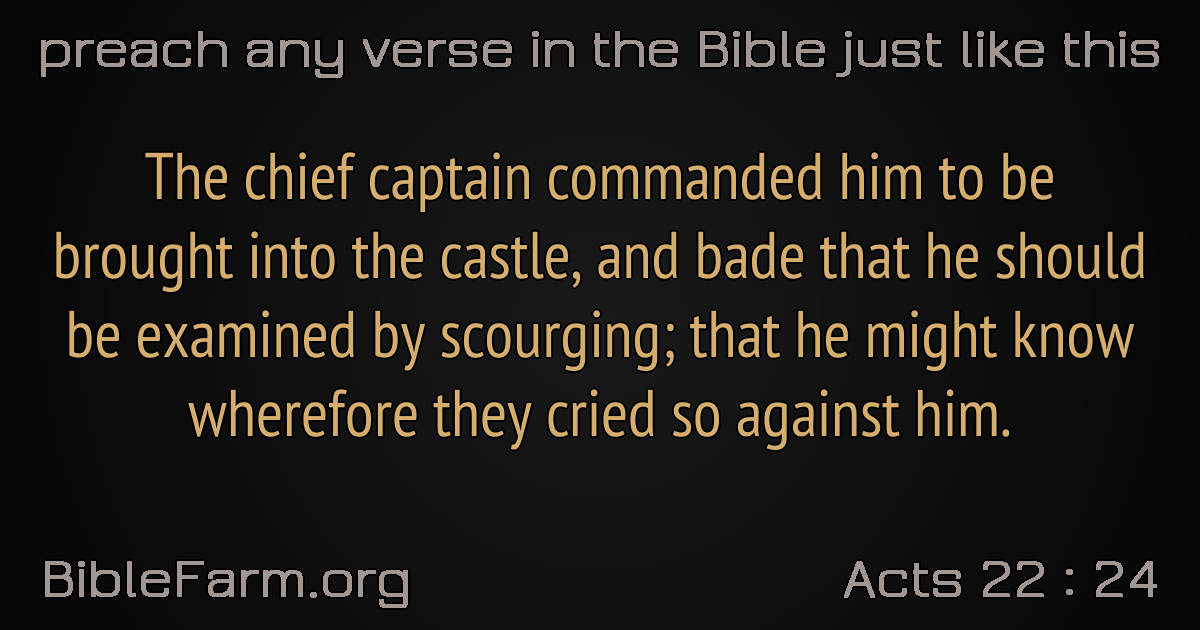 preach any verse in the Bible just like this
The chief captain commanded him to be
brought into the castle, and bade that he should
be examined by scourging; that he might know
wherefore they cried so against him.
BibleFarm.org
Acts 22 : 24